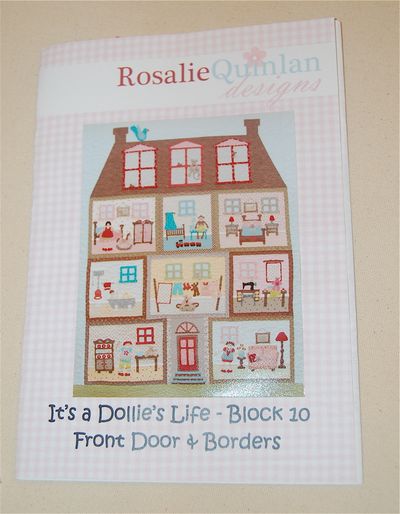 Rosalie Quinlan
designs
It's a Dollie's Life - Block 10
Front Door & Borders